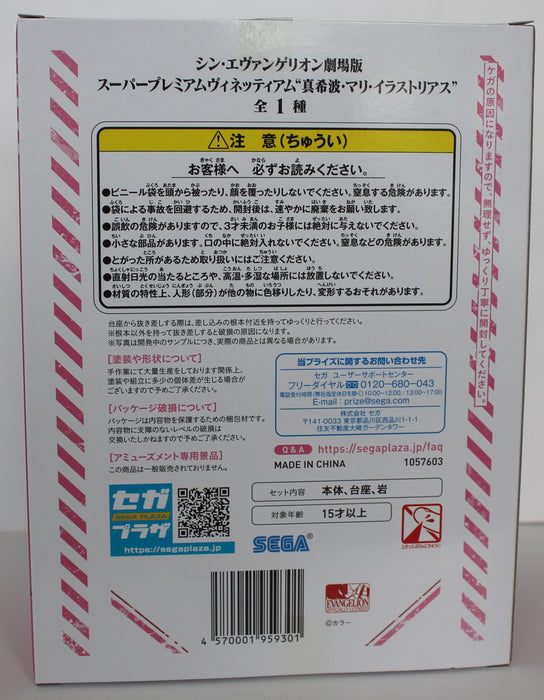 シン・エヴァンゲリオン劇場版
スーパープレミアムヴィネッティアム“真希波・マリ・イラストリアス”
全1種
ケガの原因になりますので、無理せず、ゆっくり丁寧に開封してください。
注 意(ちゅうい)
お客様へ 必ずお読みください。
●ビニール袋を頭から被ったり、顔を覆ったりしないでください。窒息する危険があります。
●袋による事故を回避するため、開封後は、速やかに廃棄をお願い致します。
●誤飲の危険がありますので、3才未満のお子様には絶対に与えないでください。
●小さな部品があります。口の中に絶対入れないでください。窒息などの危険があります。
●とがった所があるため取り扱いにはご注意ください。
●直射日光の当たるところや、高温・多湿な場所には放置しないでください。
●材質の特性上、人形(部分)が他の物に色移りしたり、変形するおそれがあります。
台座から抜き差しする際は、差し込みの根本付近を持ってゆっくりと行ってください。
※根本以外を持って抜き差しすると破損の原因になります。
※写真は開発中のサンプルにつき、実際の商品とは異なる場合があります。
[塗装や形状について]
手作業にて大量生産をしております関係上、
塗装や組立に多少の個体差が生じる場合が
ございますので予めご了承ください。
[パッケージ破損について]
パッケージは内容物を保護するための梱包材です。
内容物に支障のないレベルの破損は
交換いたしかねますので予めご了承ください。
[アミューズメント専用景品]
この商品は一般販売されておりません。
当プライズに関するお問い合わせ先
セガ ユーザーサポートセンター
フリーダイヤル 0120-680-043
E-mail : prize@sega.com
株式会社 セガ
〒141-0033 東京都品川区西品川1-1-1
住友不動産大崎ガーデンタワー
Q & A https://segaplaza.jp/faq
MADE IN CHINA 1057603
セット内容: 本体、台座、岩
対象年齢 15才以上
セガ
SEGA PLAZA
プラザ
https://segaplaza.jp/
SEGA
とがったぶひんちゅうい
EVANGELION
©カラー
4 570001 959301